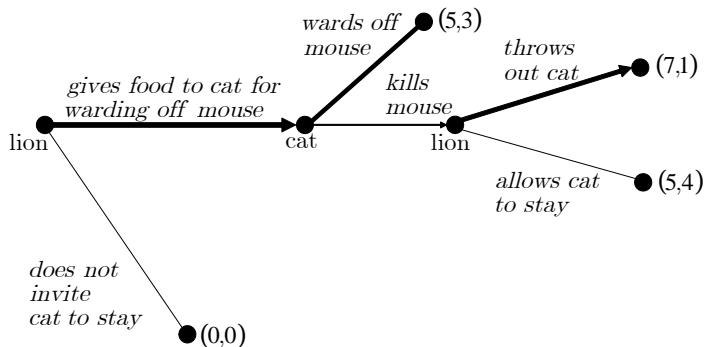 wards off
mouse
(5,3)
throws
out cat
(7,1)
gives food to cat for
warding off mouse
kills
mouse
lion
cat
lion
allows cat
to stay
(5,4)
does not
invite
cat to stay
(0,0)